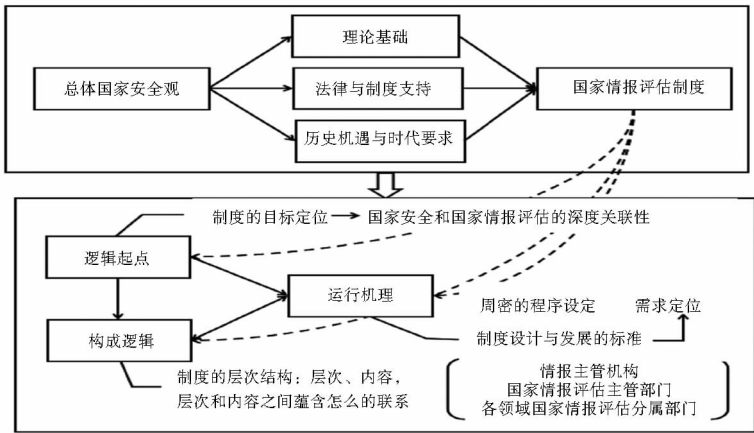 理论基础
总体国家安全观
法律与制度支持
国家情报评估制度
历史机遇与时代要求
制度的目标定位
国家安全和国家情报评估的深度关联性
逻辑起点
运行机理
周密的程序设定
需求定位
构成逻辑
制度设计与发展的标准
制度的层次结构：层次、内容，
层次和内容之间蕴含怎么的联系
情报主管机构
国家情报评估主管部门
各领域国家情报评估分属部门